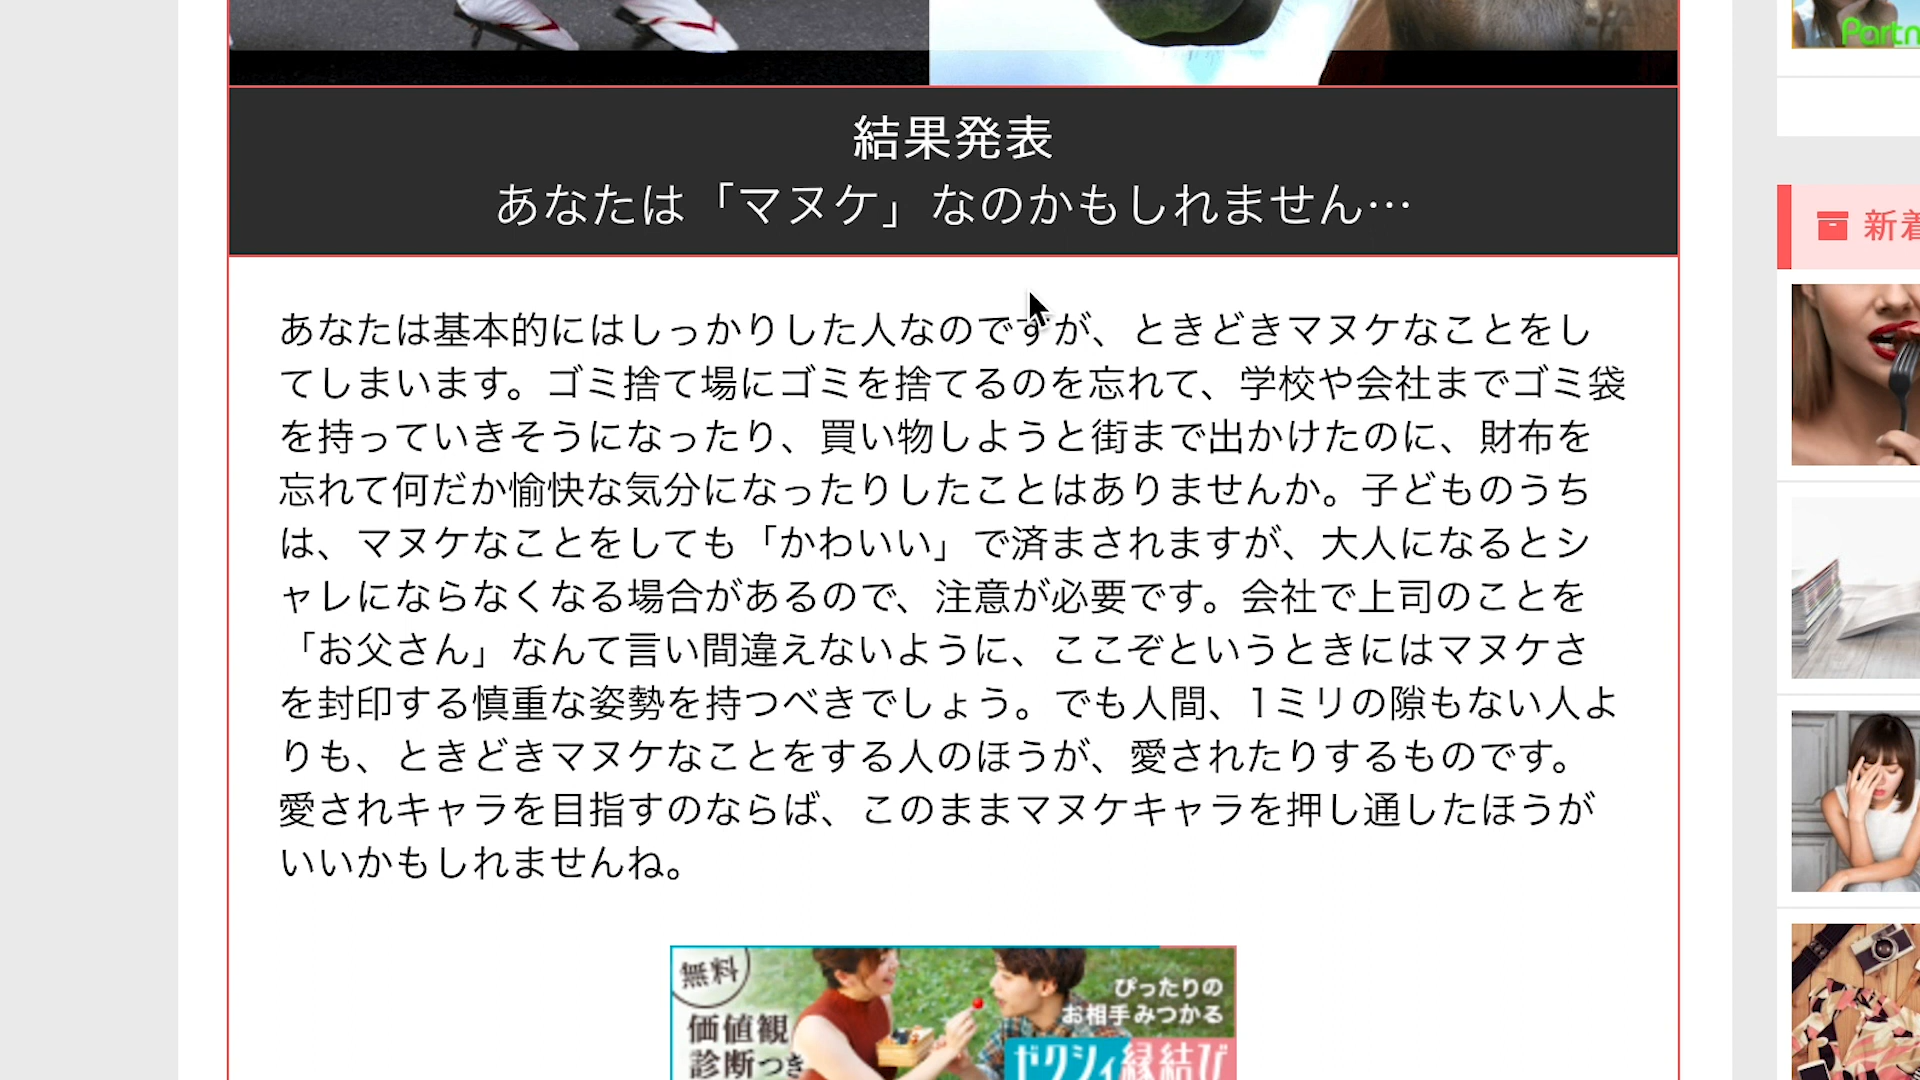 Partn
結果発表
あなたは「マヌケ」なのかもしれません…
新着
あなたは基本的にはしっかりした人なのですが、ときどきマヌケなことをし
てしまいます。ゴミ捨て場にゴミを捨てるのを忘れて、学校や会社までゴミ袋
を持っていきそうになったり、買い物しようと街まで出かけたのに、財布を
忘れて何だか愉快な気分になったりしたことはありませんか。子どものうち
は、マヌケなことをしても「かわいい」で済まされますが、大人になるとシ
ャレにならなくなる場合があるので、注意が必要です。会社で上司のことを
「お父さん」なんて言い間違えないように、ここぞというときにはマヌケさ
を封印する慎重な姿勢を持つべきでしょう。でも人間、1ミリの隙もない人よ
りも、ときどきマヌケなことをする人のほうが、愛されたりするものです。
愛されキャラを目指すのならば、このままマヌケキャラを押し通したほうが
いいかもしれませんね。
無料
価値観
診断つき
ぴったりの
お相手みつかる
ゼクシィ縁結び